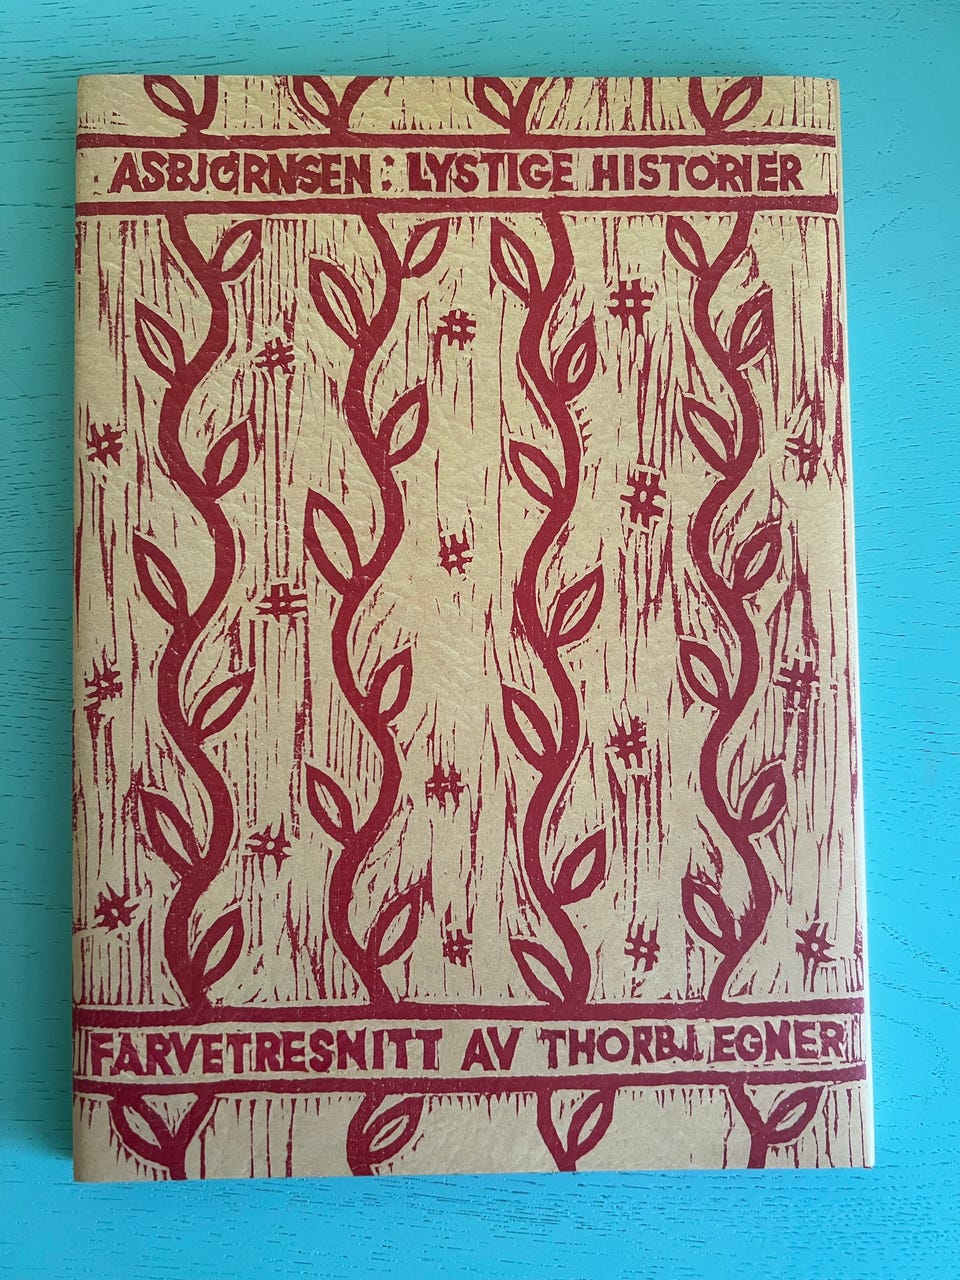 ASBJØRNSEN : LYSTIGE HISTORIER
FARVETRESNITT AV THORBJ. EGNER